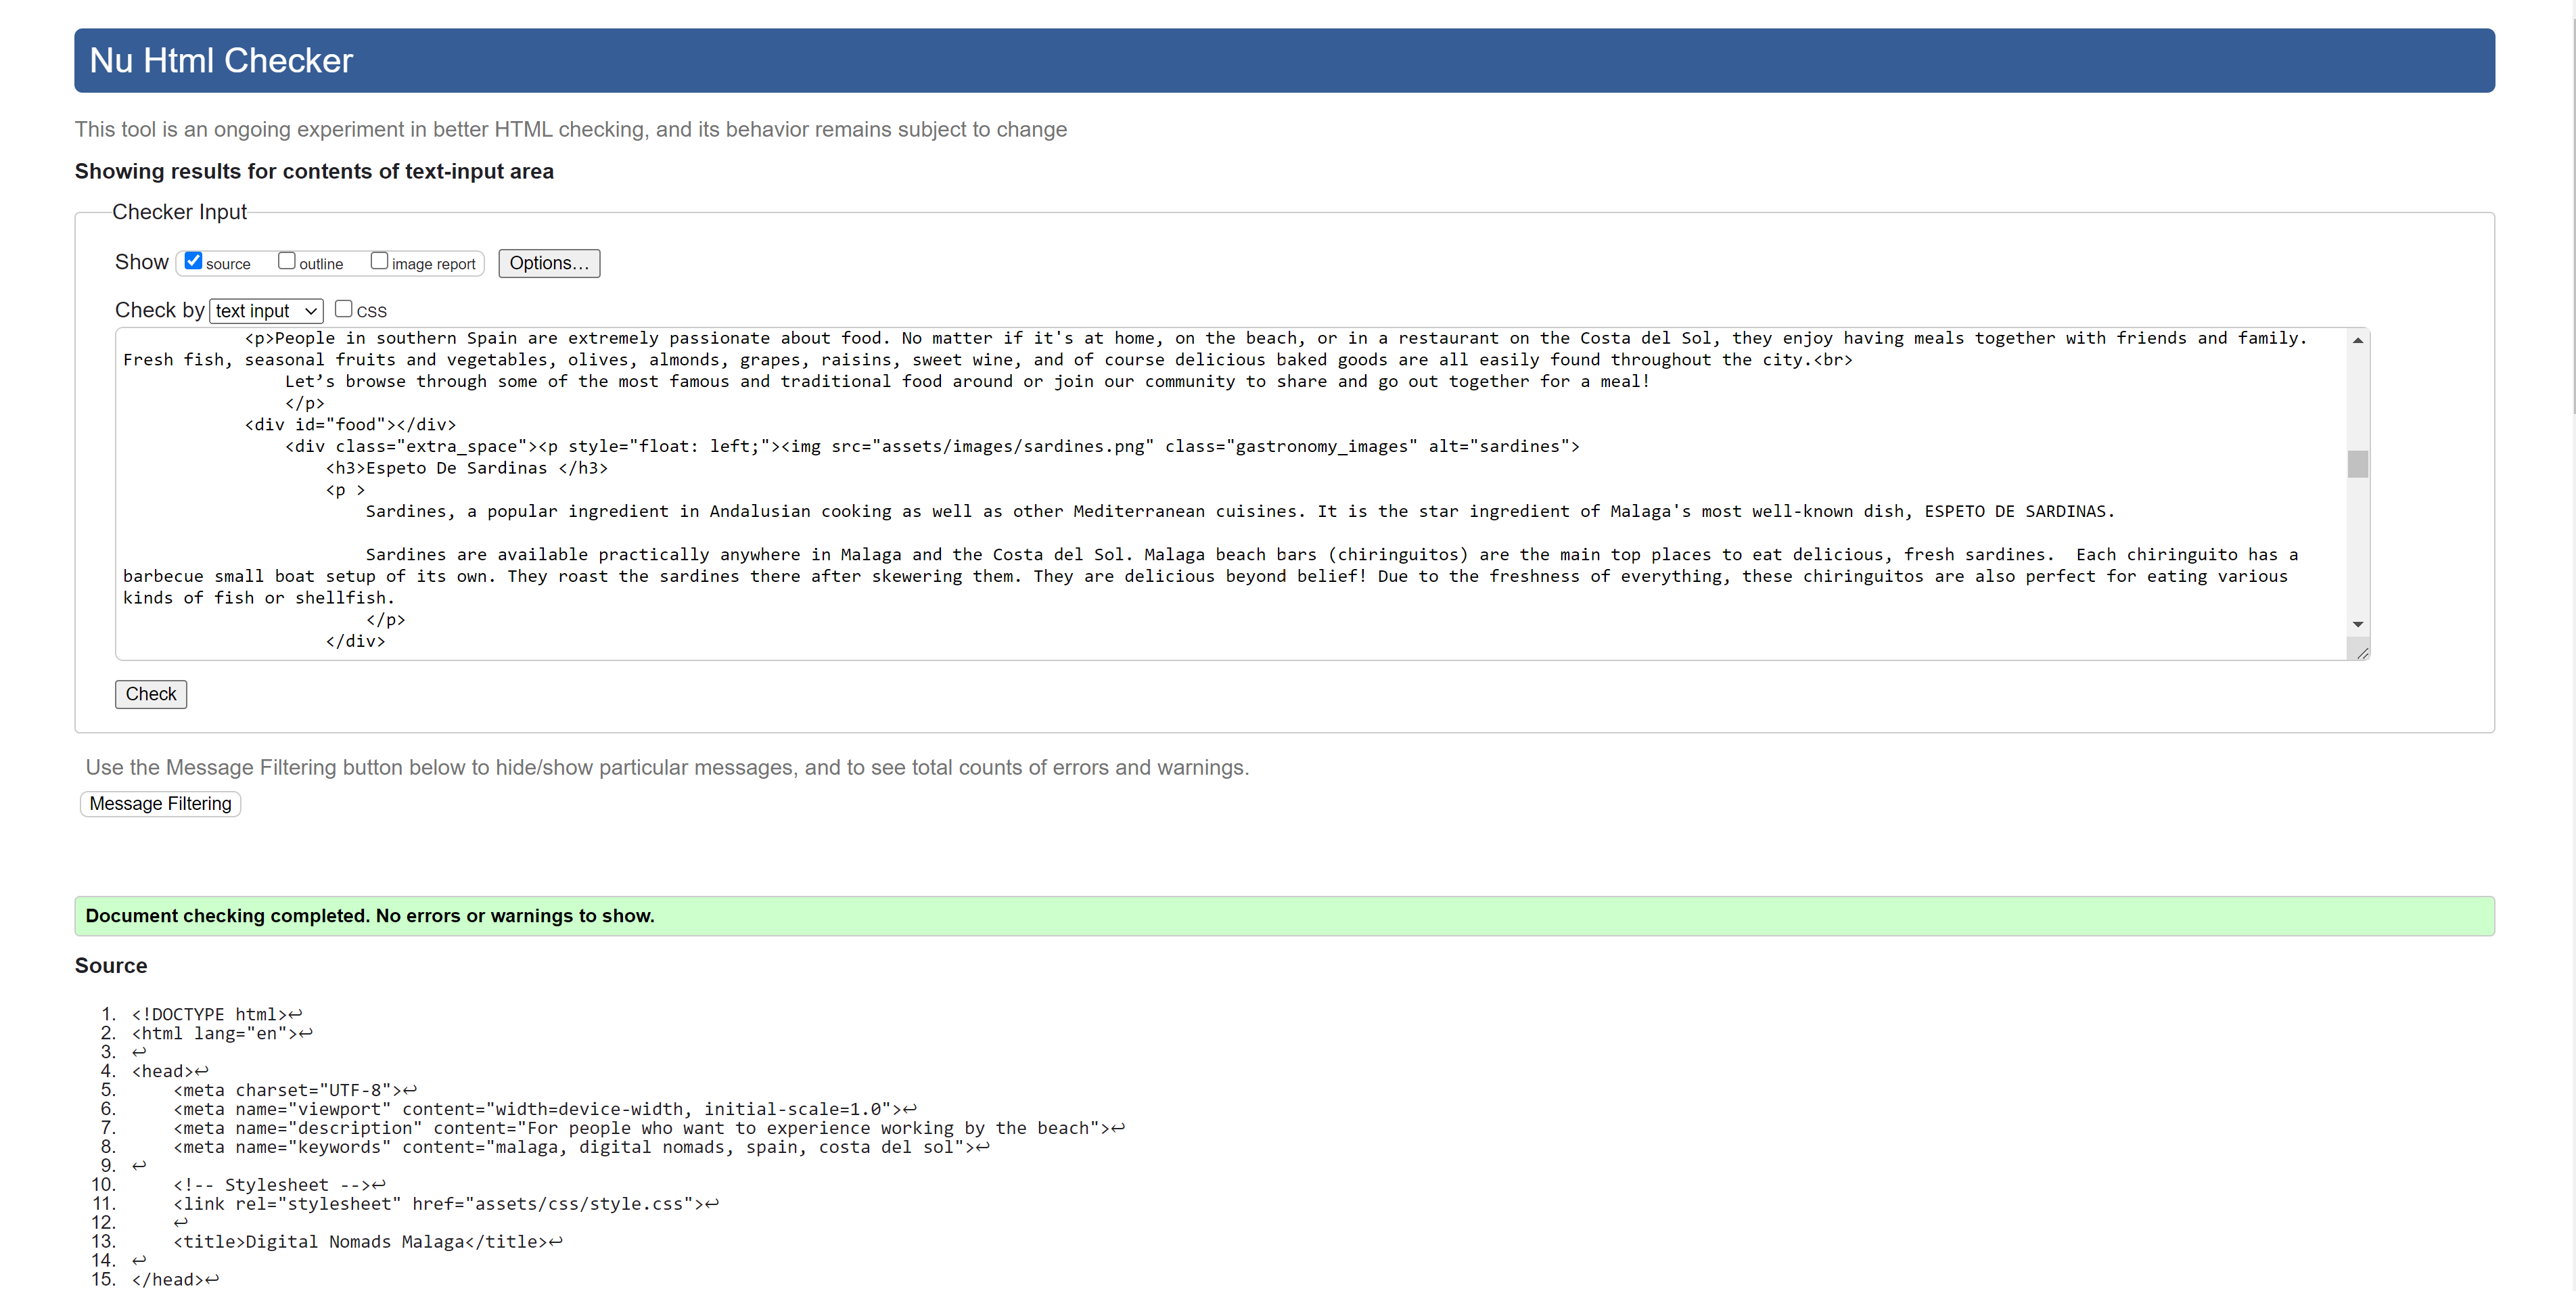 Nu Html Checker
This tool is an ongoing experiment in better HTML checking, and its behavior remains subject to change
Showing results for contents of text-input area
Checker Input
Show source outline image report Options...
Check by text input css
<p>People in southern Spain are extremely passionate about food. No matter if it's at home, on the beach, or in a restaurant on the Costa del Sol, they enjoy having meals together with friends and family.
Fresh fish, seasonal fruits and vegetables, olives, almonds, grapes, raisins, sweet wine, and of course delicious baked goods are all easily found throughout the city.<br>
Let’s browse through some of the most famous and traditional food around or join our community to share and go out together for a meal!
</p>
<div id="food"></div>
<div class="extra_space"><p style="float: left;"><img src="assets/images/sardines.png" class="gastronomy_images" alt="sardines">
<h3>Espeto De Sardinas </h3>
<p >
Sardines, a popular ingredient in Andalusian cooking as well as other Mediterranean cuisines. It is the star ingredient of Malaga's most well-known dish, ESPETO DE SARDINAS.
Sardines are available practically anywhere in Malaga and the Costa del Sol. Malaga beach bars (chiringuitos) are the main top places to eat delicious, fresh sardines.  Each chiringuito has a
barbecue small boat setup of its own. They roast the sardines there after skewering them. They are delicious beyond belief! Due to the freshness of everything, these chiringuitos are also perfect for eating various
kinds of fish or shellfish.
</p>
</div>
Check
Use the Message Filtering button below to hide/show particular messages, and to see total counts of errors and warnings.
Message Filtering
Document checking completed. No errors or warnings to show.
Source
1. <!DOCTYPE html>↩
2. <html lang="en">↩
3. ↩
4. <head>↩
5. <meta charset="UTF-8">↩
6. <meta name="viewport" content="width=device-width, initial-scale=1.0">↩
7. <meta name="description" content="For people who want to experience working by the beach">↩
8. <meta name="keywords" content="malaga, digital nomads, spain, costa del sol">↩
9. ↩
10. <!-- Stylesheet -->↩
11. <link rel="stylesheet" href="assets/css/style.css">↩
12. ↩
13. <title>Digital Nomads Malaga</title>↩
14. ↩
15. </head>↩